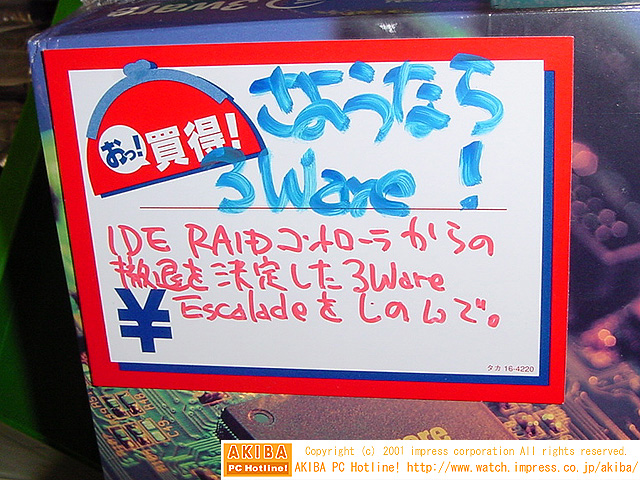 3ware
おっ!
買得!
さようなら
3Ware!
IDE RAIDコントローラからの
撤退を決定した3Ware
Escaladeをしのんで。
¥
タカ 16-4220
ware
AKIBA
PC Hotline!
Copyright (c) 2001 impress corporation All rights reserved.
AKIBA PC Hotline! http://www.watch.impress.co.jp/akiba/